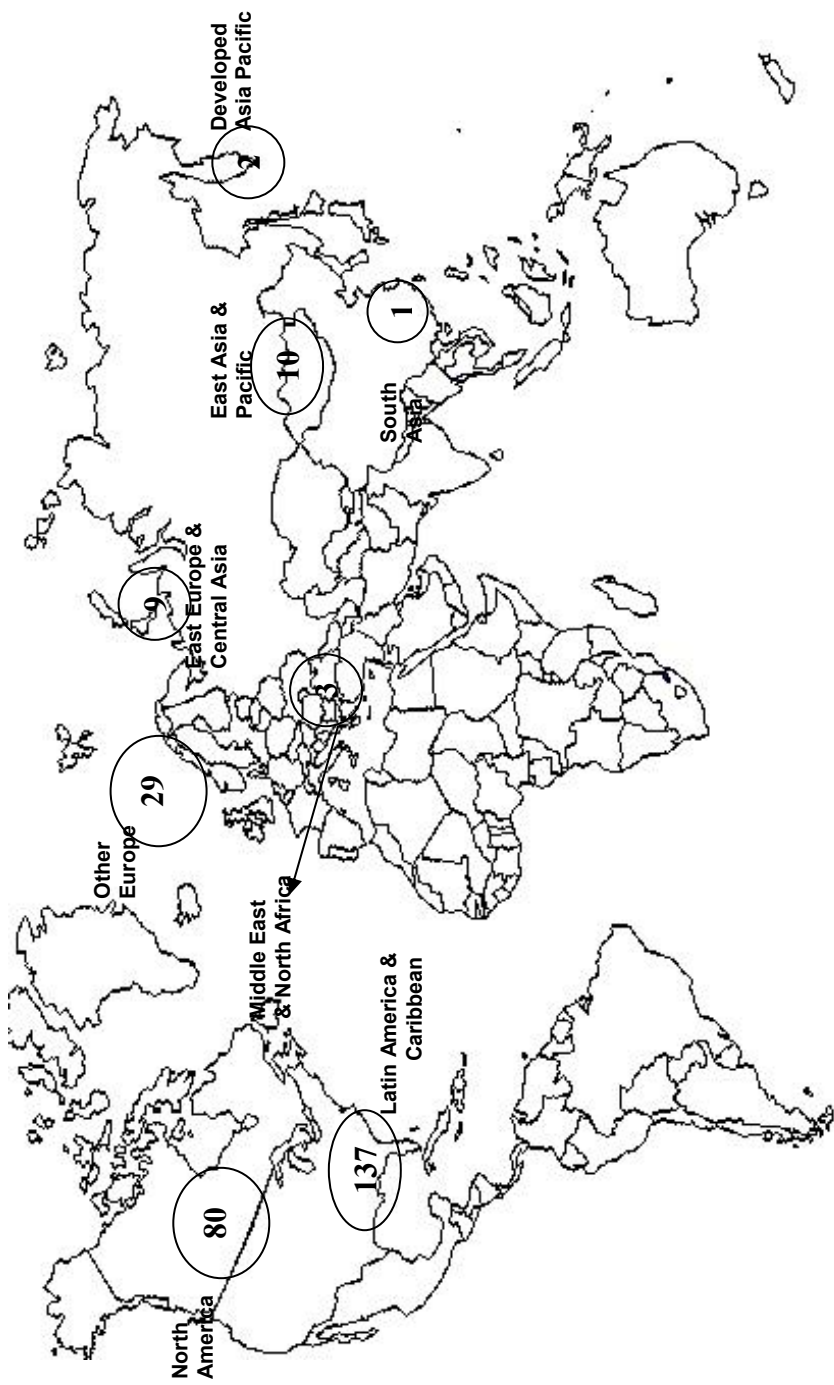 North
America
80
Latin America &
Caribbean
137
Middle East
& North Africa
3
Other
Europe
29
East Europe &
Central Asia
9
East Asia &
Pacific
10
South
Asia
1
Developed
Asia Pacific
2